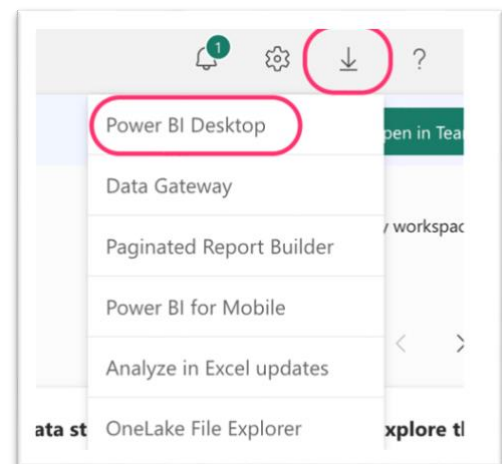 1
?
Power BI Desktop
pen in Tea
Data Gateway
workspac
Paginated Report Builder
Power BI for Mobile
Analyze in Excel updates
ata st
OneLake File Explorer
xplore tl